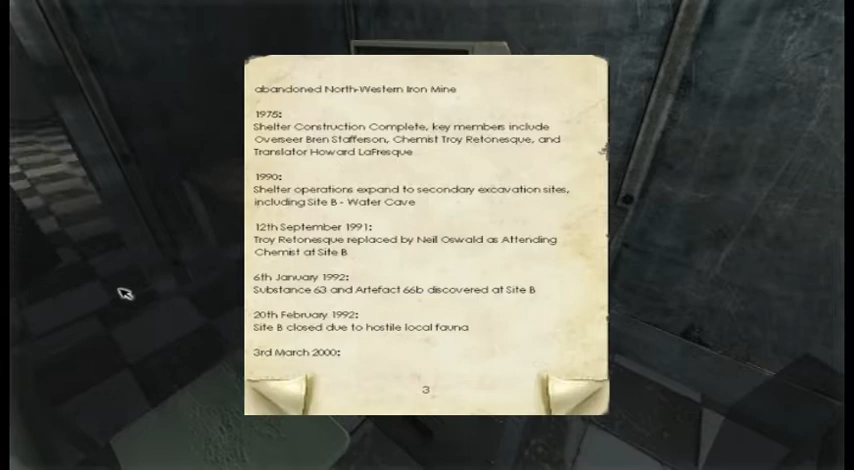 abandoned North-Western Iron Mine
1975:
Shelter Construction Complete, key members include
Overseer Bren Stafferson, Chemist Troy Retonesque, and
Translator Howard LaFresque
1990:
Shelter operations expand to secondary excavation sites,
including Site B - Water Cave
12th September 1991:
Troy Retonesque replaced by Neil Oswald as Attending
Chemist at Site B
6th January 1992:
Substance 63 and Artefact 66b discovered at Site B
20th February 1992:
Site B closed due to hostile local fauna
3rd March 2000:
3